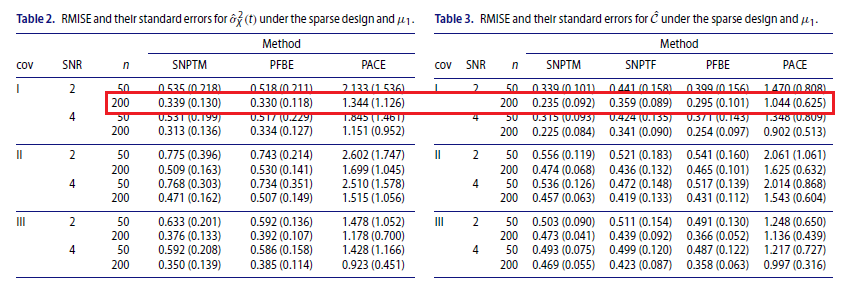 Table 2. RMISE and their standard errors for σ̂²_X(t) under the sparse design and μ₁.
Method
cov SNR n SNPTM PFBE PACE
I 2 50 0.535 (0.218) 0.518 (0.211) 2.133 (1.536)
200 0.339 (0.130) 0.330 (0.118) 1.344 (1.126)
4 50 0.531 (0.199) 0.517 (0.229) 1.845 (1.461)
200 0.313 (0.136) 0.334 (0.127) 1.151 (0.952)
II 2 50 0.775 (0.396) 0.743 (0.214) 2.602 (1.747)
200 0.509 (0.163) 0.530 (0.141) 1.699 (1.045)
4 50 0.768 (0.303) 0.734 (0.351) 2.510 (1.578)
200 0.471 (0.162) 0.507 (0.149) 1.515 (1.056)
III 2 50 0.633 (0.201) 0.592 (0.136) 1.478 (1.052)
200 0.376 (0.133) 0.392 (0.107) 1.178 (0.700)
4 50 0.592 (0.208) 0.586 (0.158) 1.428 (1.166)
200 0.350 (0.139) 0.385 (0.114) 0.923 (0.451)
Table 3. RMISE and their standard errors for Ĉ under the sparse design and μ₁.
Method
cov SNR n SNPTM SNPTF PFBE PACE
I 2 50 0.339 (0.101) 0.441 (0.158) 0.399 (0.156) 1.470 (0.808)
200 0.235 (0.092) 0.359 (0.089) 0.295 (0.101) 1.044 (0.625)
4 50 0.315 (0.093) 0.424 (0.135) 0.371 (0.143) 1.348 (0.809)
200 0.225 (0.084) 0.341 (0.090) 0.254 (0.097) 0.902 (0.513)
II 2 50 0.556 (0.119) 0.521 (0.183) 0.541 (0.160) 2.061 (1.061)
200 0.474 (0.068) 0.436 (0.132) 0.465 (0.101) 1.625 (0.632)
4 50 0.536 (0.126) 0.472 (0.148) 0.517 (0.139) 2.014 (0.868)
200 0.457 (0.063) 0.419 (0.133) 0.431 (0.112) 1.543 (0.604)
III 2 50 0.503 (0.090) 0.511 (0.154) 0.491 (0.130) 1.248 (0.650)
200 0.473 (0.041) 0.439 (0.092) 0.366 (0.052) 1.136 (0.439)
4 50 0.493 (0.075) 0.499 (0.120) 0.487 (0.122) 1.217 (0.727)
200 0.469 (0.055) 0.423 (0.087) 0.358 (0.063) 0.997 (0.316)